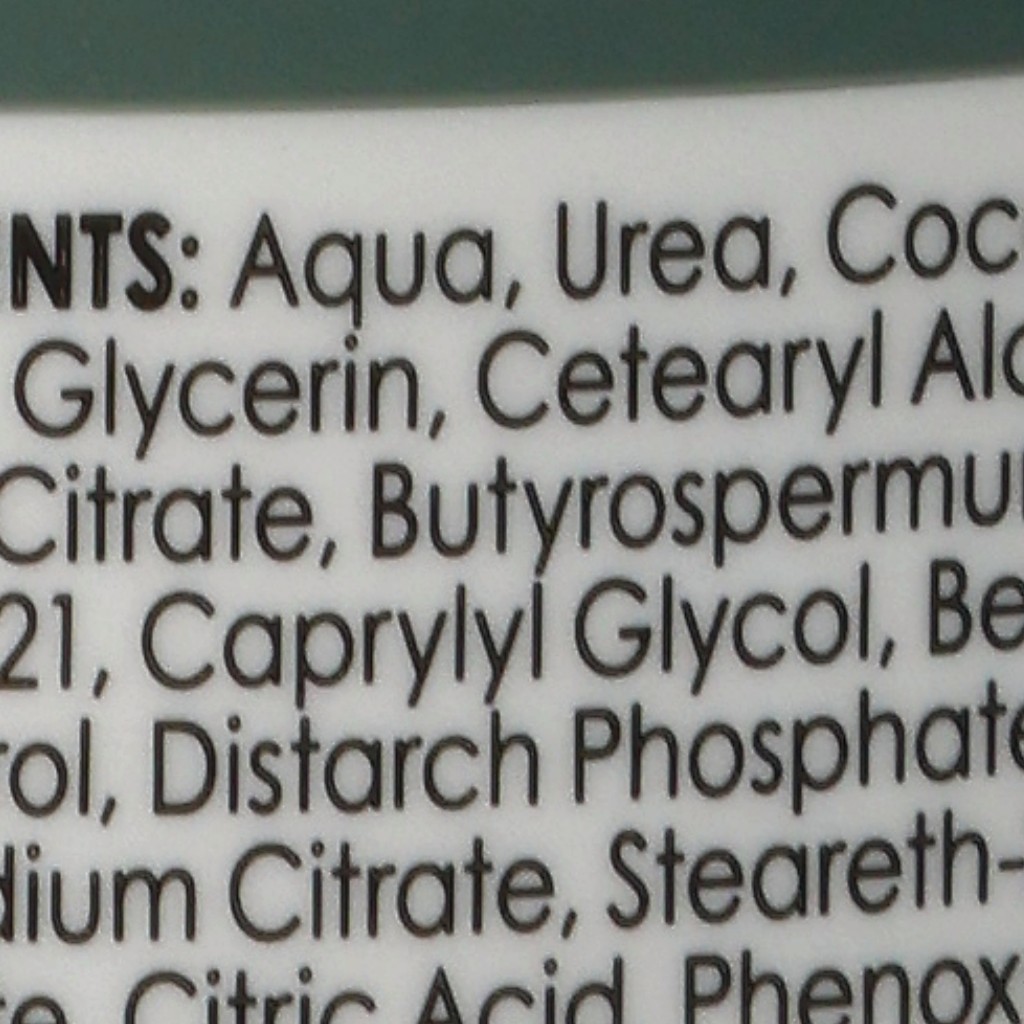 NTS: Aqua, Urea, Coc
Glycerin, Cetearyl Alc
Citrate, Butyrospermu
21, Caprylyl Glycol, Be
rol, Distarch Phosphate
dium Citrate, Steareth-
Citric Acid, Phenox